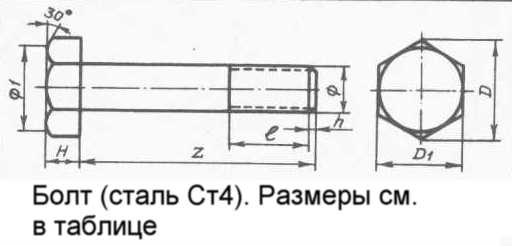 30°
φ1
φ
D
ℓ
h
H
Z
D1
Болт (сталь Ст4). Размеры см.
в таблице